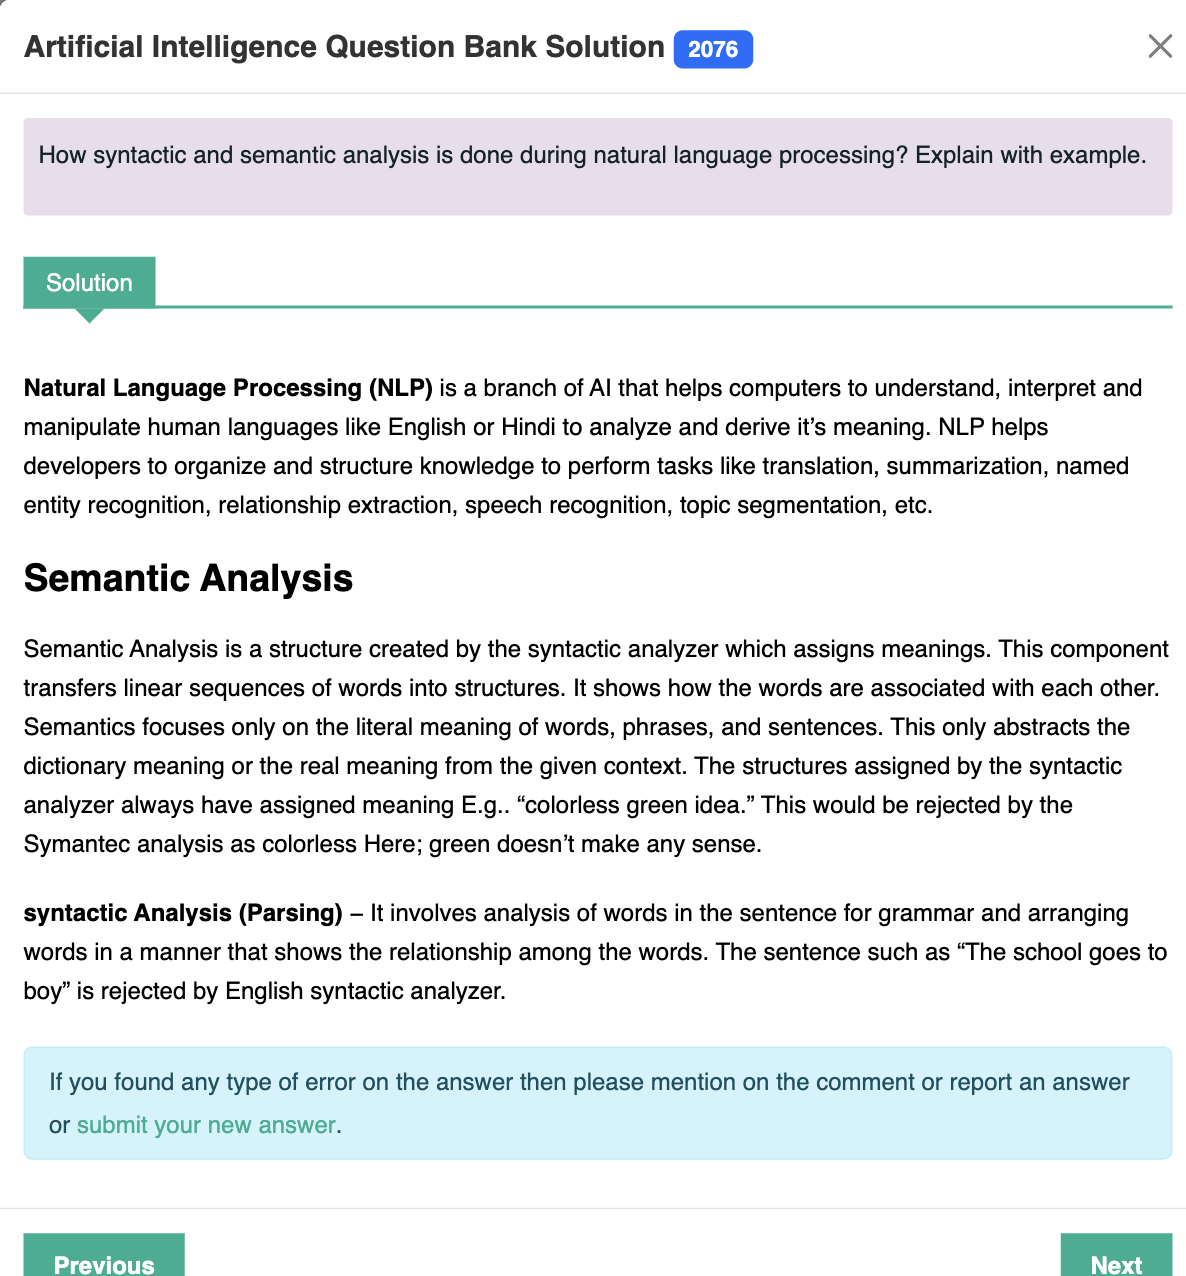 Artificial Intelligence Question Bank Solution 2076
How syntactic and semantic analysis is done during natural language processing? Explain with example.
Solution
Natural Language Processing (NLP) is a branch of AI that helps computers to understand, interpret and
manipulate human languages like English or Hindi to analyze and derive it’s meaning. NLP helps
developers to organize and structure knowledge to perform tasks like translation, summarization, named
entity recognition, relationship extraction, speech recognition, topic segmentation, etc.
Semantic Analysis
Semantic Analysis is a structure created by the syntactic analyzer which assigns meanings. This component
transfers linear sequences of words into structures. It shows how the words are associated with each other.
Semantics focuses only on the literal meaning of words, phrases, and sentences. This only abstracts the
dictionary meaning or the real meaning from the given context. The structures assigned by the syntactic
analyzer always have assigned meaning E.g.. “colorless green idea.” This would be rejected by the
Symantec analysis as colorless Here; green doesn’t make any sense.
syntactic Analysis (Parsing) – It involves analysis of words in the sentence for grammar and arranging
words in a manner that shows the relationship among the words. The sentence such as “The school goes to
boy” is rejected by English syntactic analyzer.
If you found any type of error on the answer then please mention on the comment or report an answer
or submit your new answer.
Previous
Next